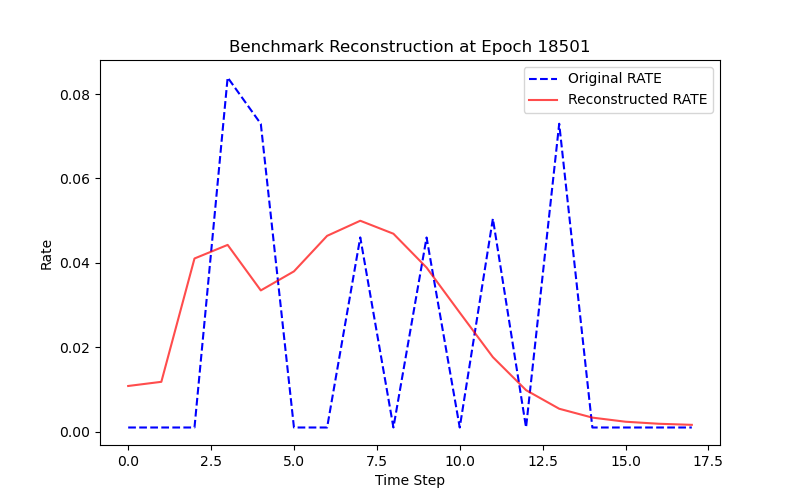 Benchmark Reconstruction at Epoch 18501
Original RATE
Reconstructed RATE
0.08
0.06
0.04
0.02
0.00
Rate
0.0 2.5 5.0 7.5 10.0 12.5 15.0 17.5
Time Step